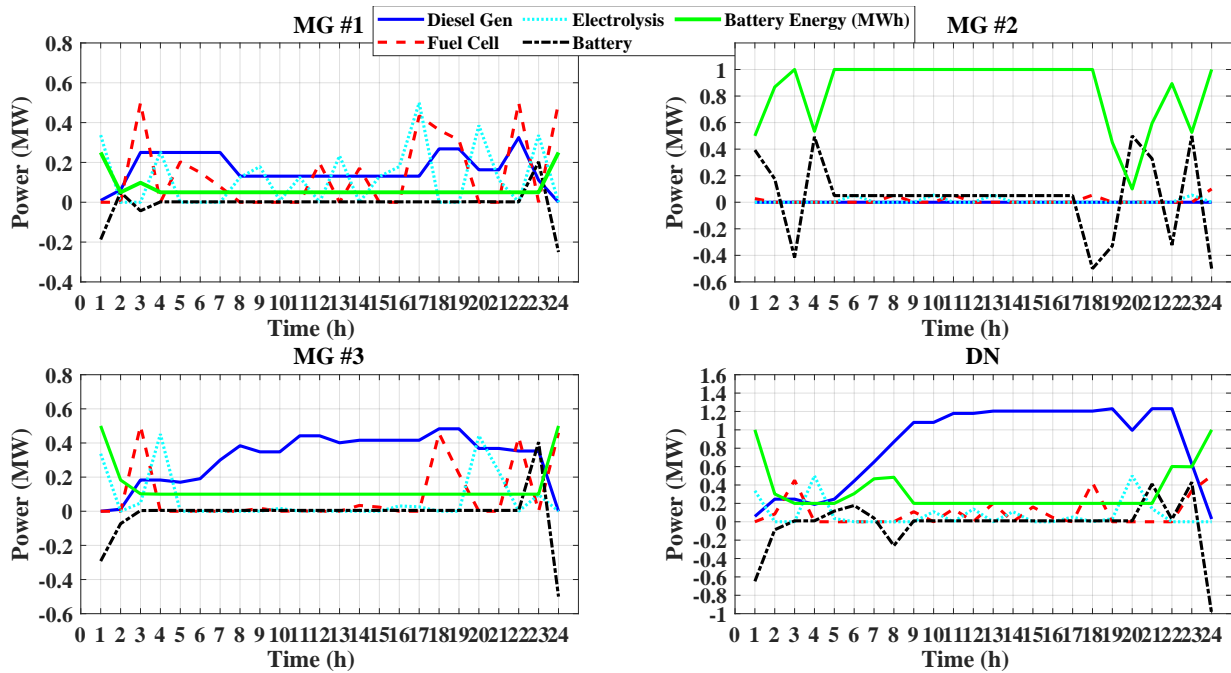 MG #1
MG #2
Diesel Gen
Electrolysis
Battery Energy (MWh)
Fuel Cell
Battery
Power (MW)
0.8
0.6
0.4
0.2
0
-0.2
-0.4
0 1 2 3 4 5 6 7 8 9 10 11 12 13 14 15 16 17 18 19 20 21 22 23 24
Time (h)
Power (MW)
1
0.8
0.6
0.4
0.2
0
-0.2
-0.4
-0.6
0 1 2 3 4 5 6 7 8 9 10 11 12 13 14 15 16 17 18 19 20 21 22 23 24
Time (h)
MG #3
Power (MW)
0.8
0.6
0.4
0.2
0
-0.2
-0.4
-0.6
0 1 2 3 4 5 6 7 8 9 10 11 12 13 14 15 16 17 18 19 20 21 22 23 24
Time (h)
DN
Power (MW)
1.6
1.4
1.2
1
0.8
0.6
0.4
0.2
0
-0.2
-0.4
-0.6
-0.8
-1
0 1 2 3 4 5 6 7 8 9 10 11 12 13 14 15 16 17 18 19 20 21 22 23 24
Time (h)